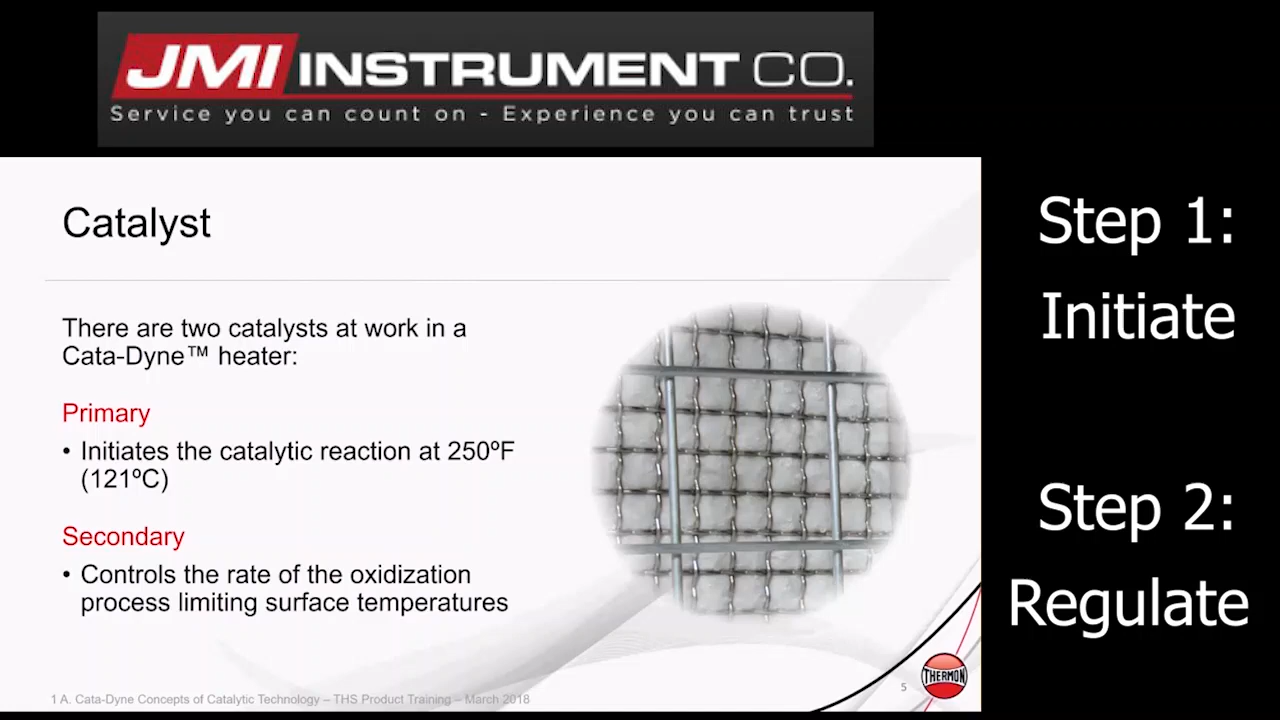 JMI INSTRUMENT CO.
Service you can count on - Experience you can trust
Catalyst
There are two catalysts at work in a
Cata-Dyne™ heater:
Primary
• Initiates the catalytic reaction at 250ºF
(121ºC)
Secondary
• Controls the rate of the oxidization
process limiting surface temperatures
1 A. Cata-Dyne Concepts of Catalytic Technology – THS Product Training – March 2018
5
THERMON
Step 1:
Initiate
Step 2:
Regulate